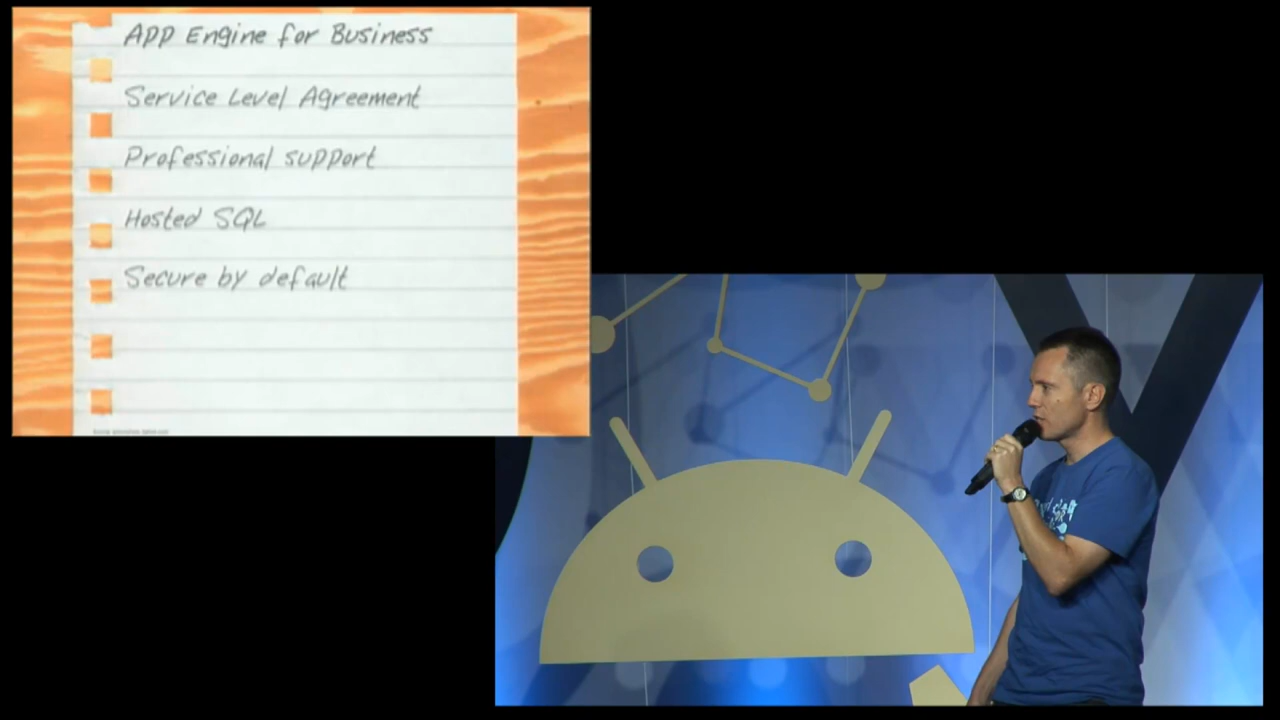 App Engine for Business
Service Level Agreement
Professional support
Hosted SQL
Secure by default